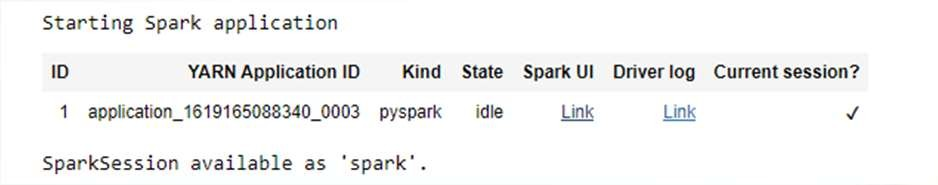 Starting Spark application
ID YARN Application ID Kind State Spark UI Driver log Current session?
1 application_1619165088340_0003 pyspark idle Link Link ✓
SparkSession available as 'spark'.